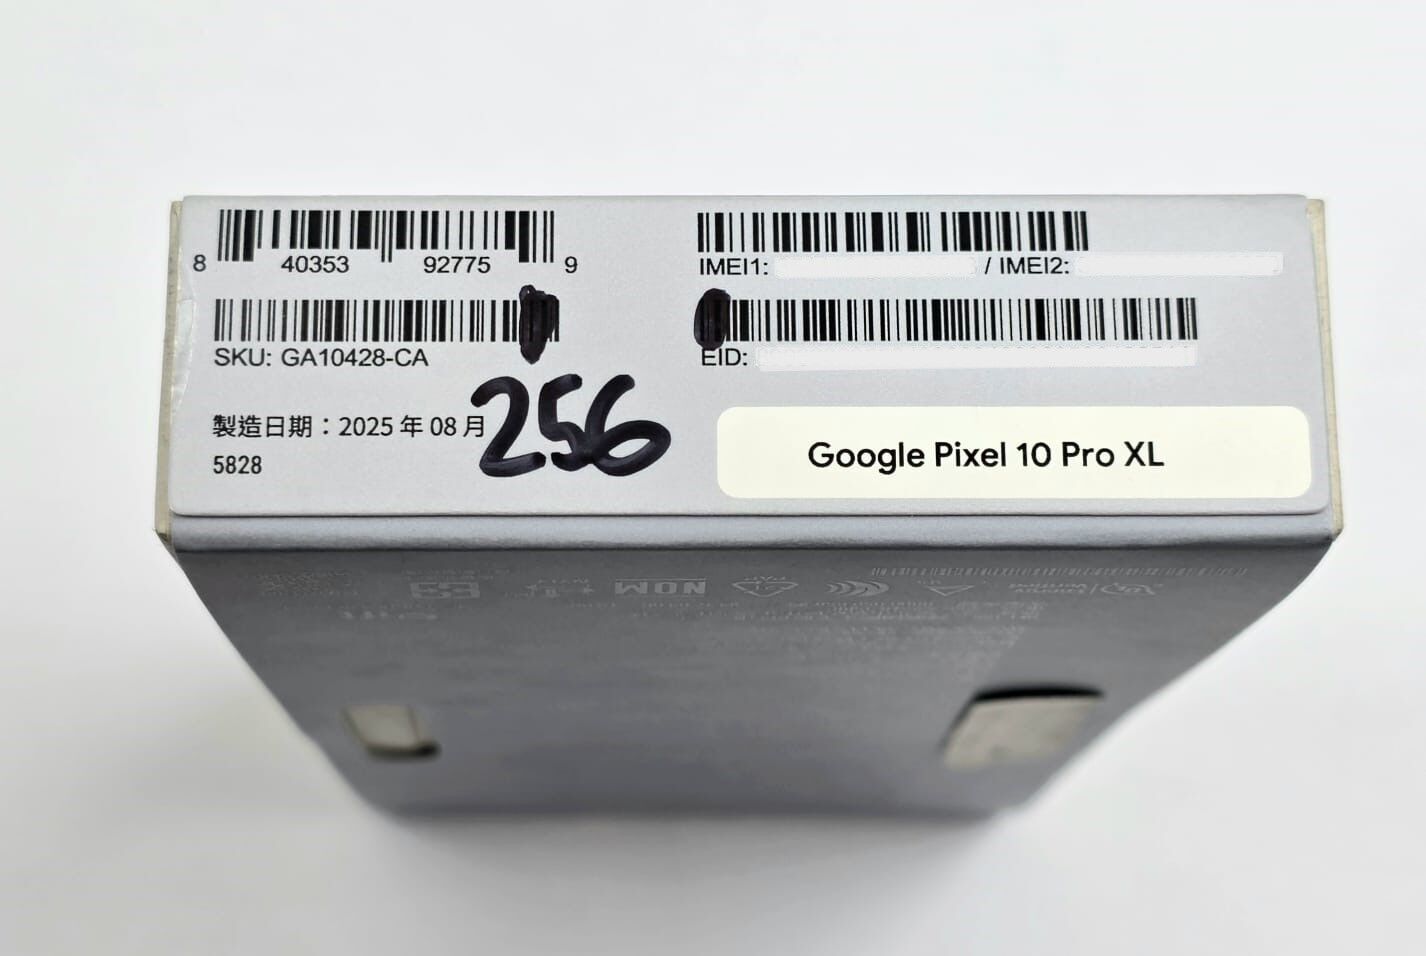 8 40353 92775 9
SKU: GA10428-CA
製造日期：2025 年 08 月
5828
256
IMEI1: / IMEI2:
EID:
Google Pixel 10 Pro XL
NOM